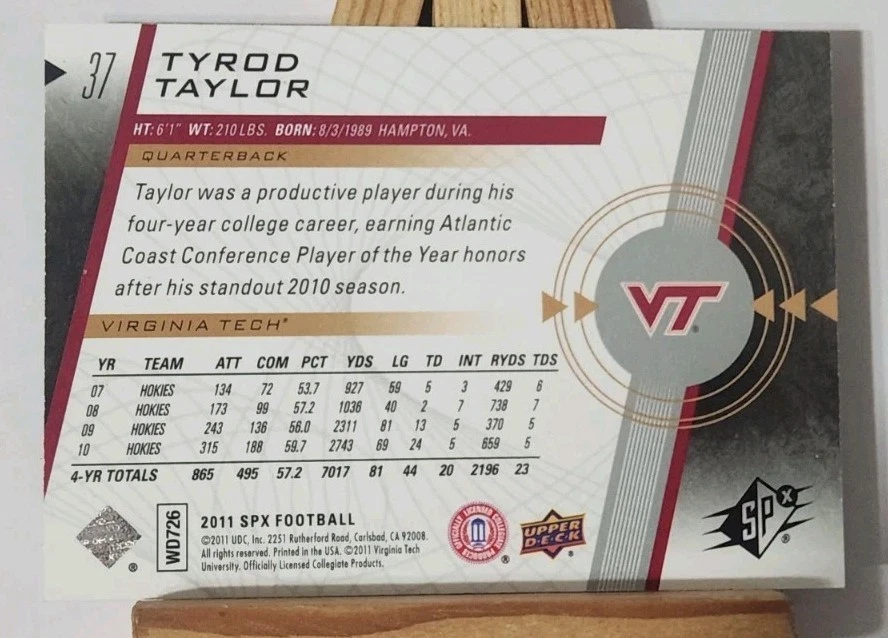 37
TYROD
TAYLOR
HT: 6'1" WT: 210 LBS. BORN: 8/3/1989 HAMPTON, VA.
QUARTERBACK
Taylor was a productive player during his
four-year college career, earning Atlantic
Coast Conference Player of the Year honors
after his standout 2010 season.
VIRGINIA TECH®
VT®
YR TEAM ATT COM PCT YDS LG TD INT RYDS TDS
07 HOKIES 134 72 53.7 927 59 5 3 429 6
08 HOKIES 173 99 57.2 1036 40 2 7 738 7
09 HOKIES 243 136 56.0 2311 81 13 5 370 5
10 HOKIES 315 188 59.7 2743 69 24 5 659 5
4-YR TOTALS 865 495 57.2 7017 81 44 20 2196 23
WD726
2011 SPX FOOTBALL
©2011 UDC, Inc. 2251 Rutherford Road, Carlsbad, CA 92008.
All rights reserved. Printed in the USA. ©2011 Virginia Tech
University. Officially Licensed Collegiate Products.
OFFICIALLY LICENSED COLLEGIATE PRODUCTS
UPPER
D·E·C·K
SPx